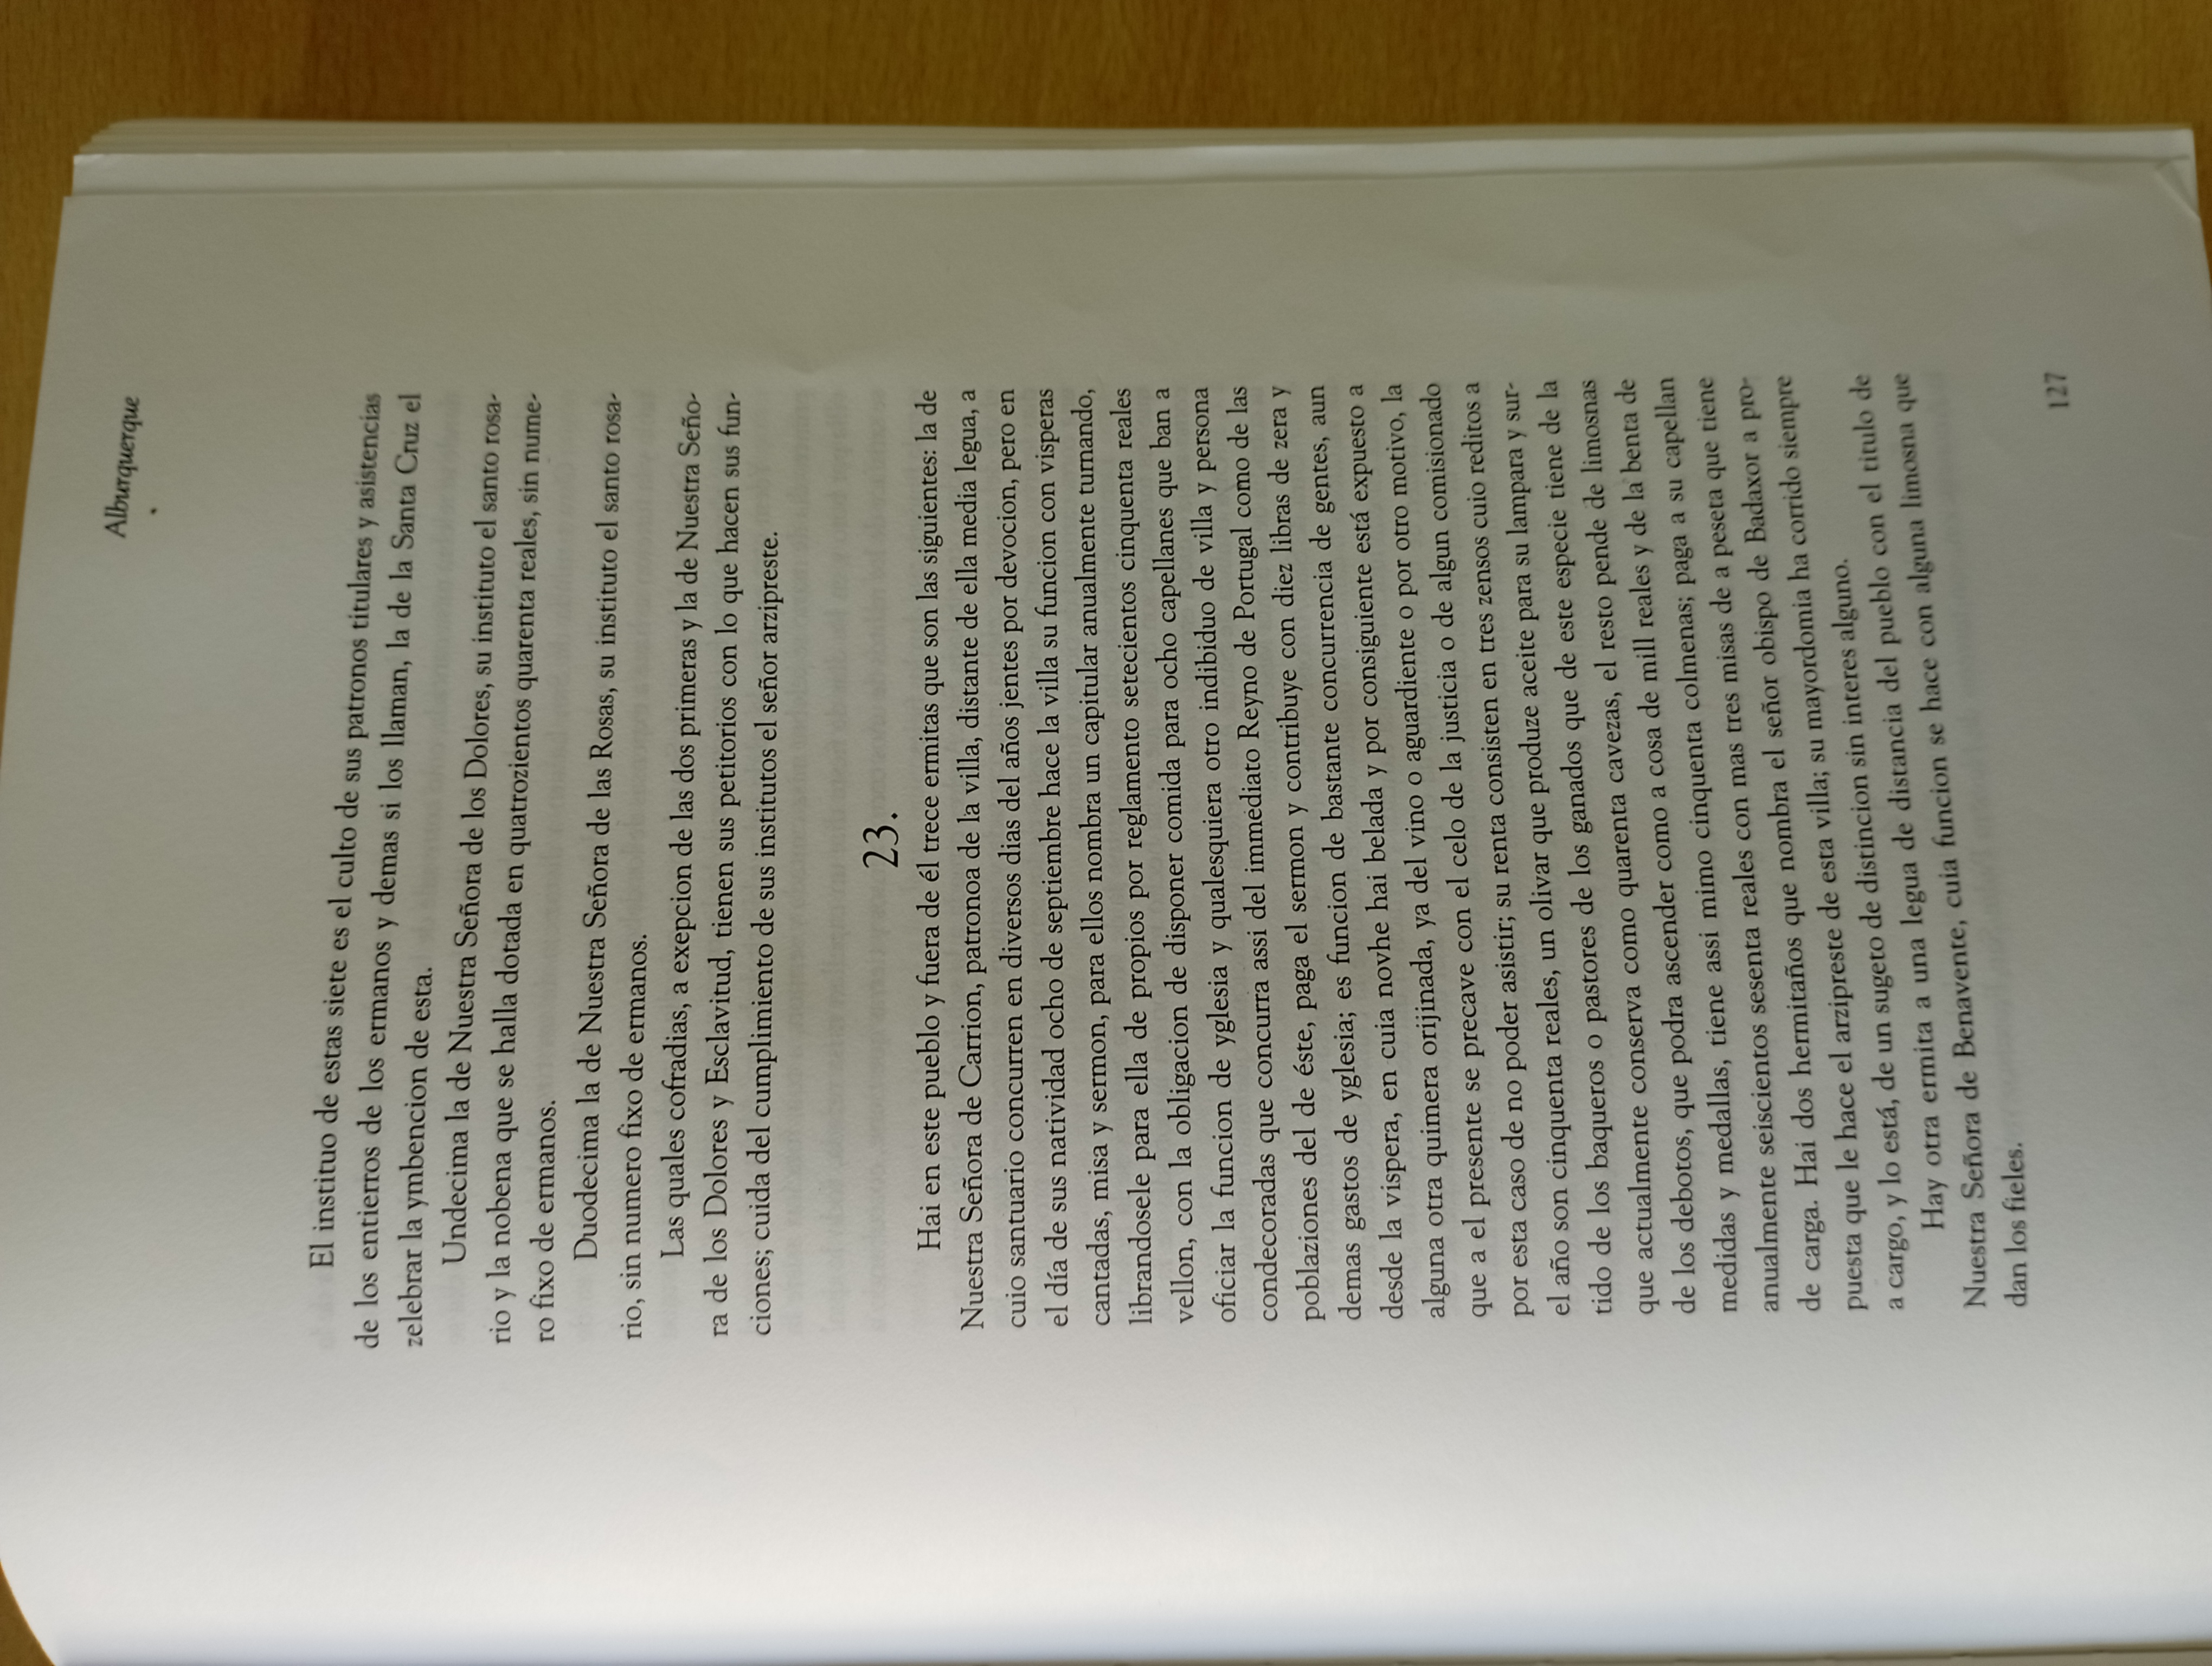 Alburquerque
El instituo de estas siete es el culto de sus patronos titulares y asistencias
de los entierros de los ermanos y demas si los llaman, la de la Santa Cruz el
zelebrar la ymbencion de esta.
Undecima la de Nuestra Señora de los Dolores, su instituto el santo rosa-
rio y la nobena que se halla dotada en quatrozientos quarenta reales, sin nume-
ro fixo de ermanos.
Duodecima la de Nuestra Señora de las Rosas, su instituto el santo rosa-
rio, sin numero fixo de ermanos.
Las quales cofradias, a exepcion de las dos primeras y la de Nuestra Seño-
ra de los Dolores y Esclavitud, tienen sus petitorios con lo que hacen sus fun-
ciones; cuida del cumplimiento de sus institutos el señor arzipreste.
23.
Hai en este pueblo y fuera de él trece ermitas que son las siguientes: la de
Nuestra Señora de Carrion, patronoa de la villa, distante de ella media legua, a
cuio santuario concurren en diversos dias del años jentes por devocion, pero en
el día de sus natividad ocho de septiembre hace la villa su funcion con visperas
cantadas, misa y sermon, para ellos nombra un capitular anualmente turnando,
librandosele para ella de propios por reglamento setecientos cinquenta reales
vellon, con la obligacion de disponer comida para ocho capellanes que ban a
oficiar la funcion de yglesia y qualesquiera otro indibiduo de villa y persona
condecoradas que concurra assi del immediato Reyno de Portugal como de las
poblaziones del de éste, paga el sermon y contribuye con diez libras de zera y
demas gastos de yglesia; es funcion de bastante concurrencia de gentes, aun
desde la vispera, en cuia novhe hai belada y por consiguiente está expuesto a
alguna otra quimera orijinada, ya del vino o aguardiente o por otro motivo, la
que a el presente se precave con el celo de la justicia o de algun comisionado
por esta caso de no poder asistir; su renta consisten en tres zensos cuio reditos a
el año son cinquenta reales, un olivar que produze aceite para su lampara y sur-
tido de los baqueros o pastores de los ganados que de este especie tiene de la
que actualmente conserva como quarenta cavezas, el resto pende de limosnas
de los debotos, que podra ascender como a cosa de mill reales y de la benta de
medidas y medallas, tiene assi mimo cinquenta colmenas; paga a su capellan
anualmente seiscientos sesenta reales con mas tres misas de a peseta que tiene
de carga. Hai dos hermitaños que nombra el señor obispo de Badaxor a pro-
puesta que le hace el arzipreste de esta villa; su mayordomia ha corrido siempre
a cargo, y lo está, de un sugeto de distincion sin interes alguno.
Hay otra ermita a una legua de distancia del pueblo con el titulo de
Nuestra Señora de Benavente, cuia funcion se hace con alguna limosna que
dan los fieles.
127